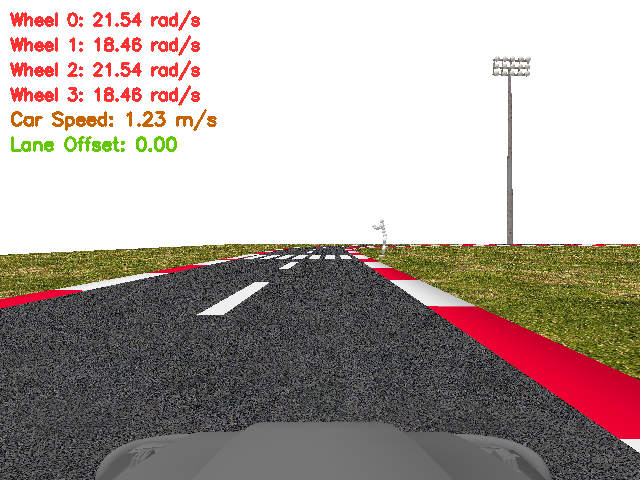 Wheel 0: 21.54 rad/s
Wheel 1: 18.46 rad/s
Wheel 2: 21.54 rad/s
Wheel 3: 18.46 rad/s
Car Speed: 1.23 m/s
Lane Offset: 0.00